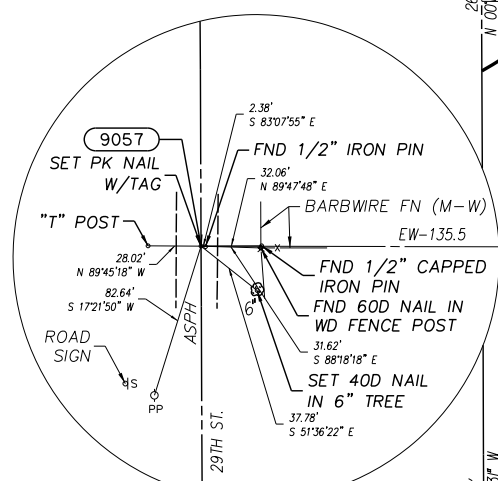 2.38'
S 83°07'55" E
9057
FND 1/2" IRON PIN
SET PK NAIL
W/TAG
32.06'
N 89°47'48" E
"T" POST
BARBWIRE FN (M-W)
X
EW-135.5
28.02'
N 89°45'18" W
FND 1/2" CAPPED
IRON PIN
82.64'
S 17°21'50" W
6"
FND 60D NAIL IN
WD FENCE POST
ROAD
SIGN
ASPH
31.62'
S 88°18'18" E
S
SET 40D NAIL
IN 6" TREE
PP
37.78'
S 51°36'22" E
29TH ST.